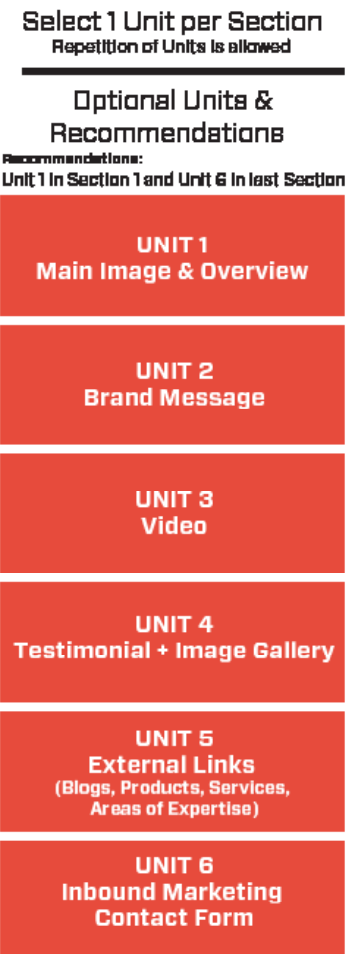 Select 1 Unit per Section
Repetition of Units is allowed
Optional Units &
Recommendations
Recommendations:
Unit 1 in Section 1 and Unit 6 in last Section
UNIT 1
Main Image & Overview
UNIT 2
Brand Message
UNIT 3
Video
UNIT 4
Testimonial + Image Gallery
UNIT 5
External Links
(Blogs, Products, Services,
Areas of Expertise)
UNIT 6
Inbound Marketing
Contact Form